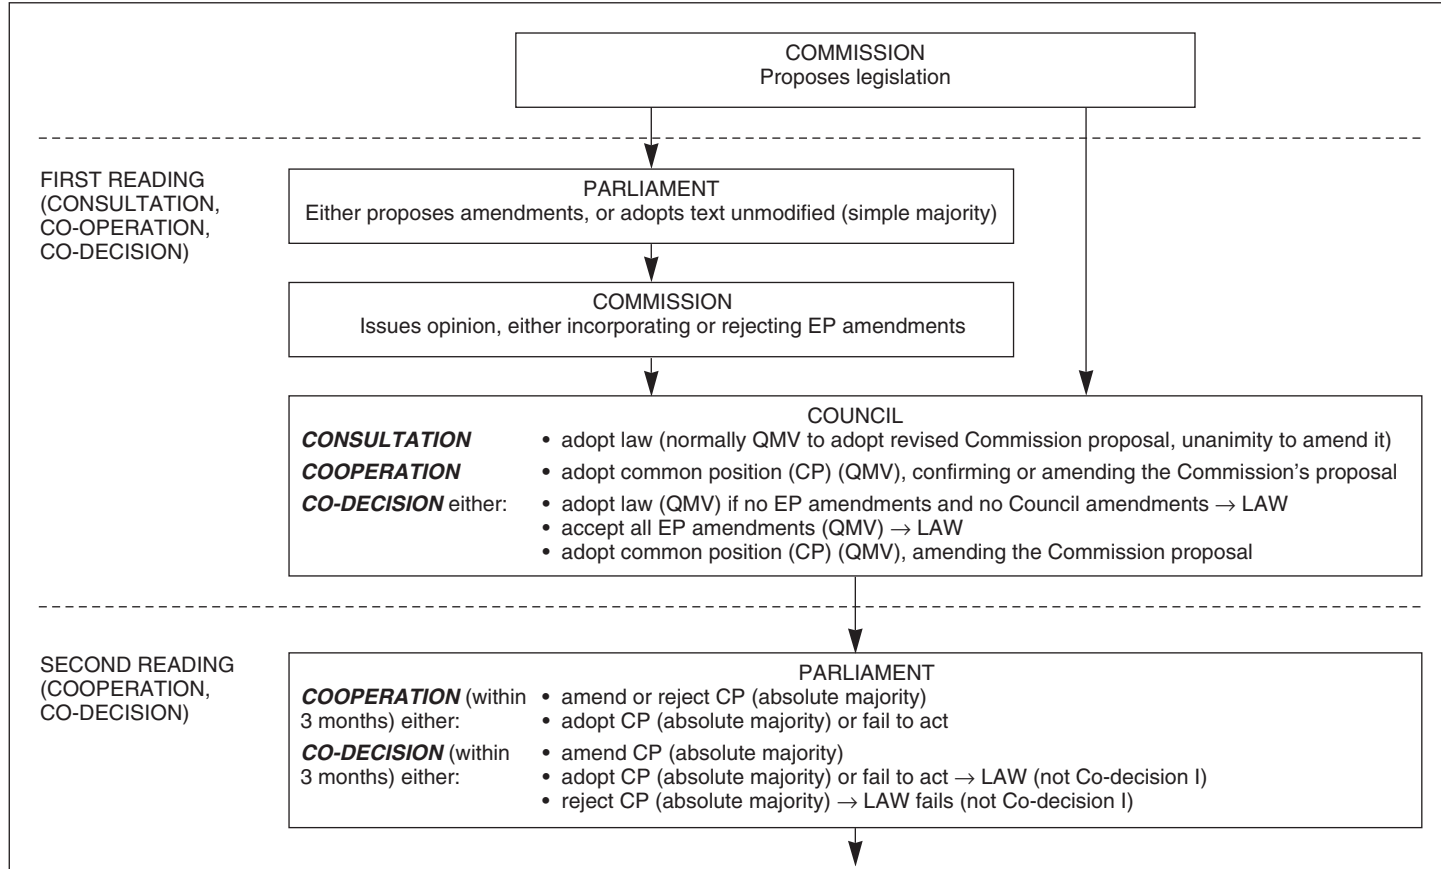 COMMISSION
Proposes legislation
FIRST READING
(CONSULTATION,
CO-OPERATION,
CO-DECISION)
PARLIAMENT
Either proposes amendments, or adopts text unmodified (simple majority)
COMMISSION
Issues opinion, either incorporating or rejecting EP amendments
COUNCIL
CONSULTATION • adopt law (normally QMV to adopt revised Commission proposal, unanimity to amend it)
COOPERATION • adopt common position (CP) (QMV), confirming or amending the Commission's proposal
CO-DECISION either: • adopt law (QMV) if no EP amendments and no Council amendments → LAW
• accept all EP amendments (QMV) → LAW
• adopt common position (CP) (QMV), amending the Commission proposal
SECOND READING
(COOPERATION,
CO-DECISION)
PARLIAMENT
COOPERATION (within • amend or reject CP (absolute majority)
3 months) either: • adopt CP (absolute majority) or fail to act
CO-DECISION (within • amend CP (absolute majority)
3 months) either: • adopt CP (absolute majority) or fail to act → LAW (not Co-decision I)
• reject CP (absolute majority) → LAW fails (not Co-decision I)